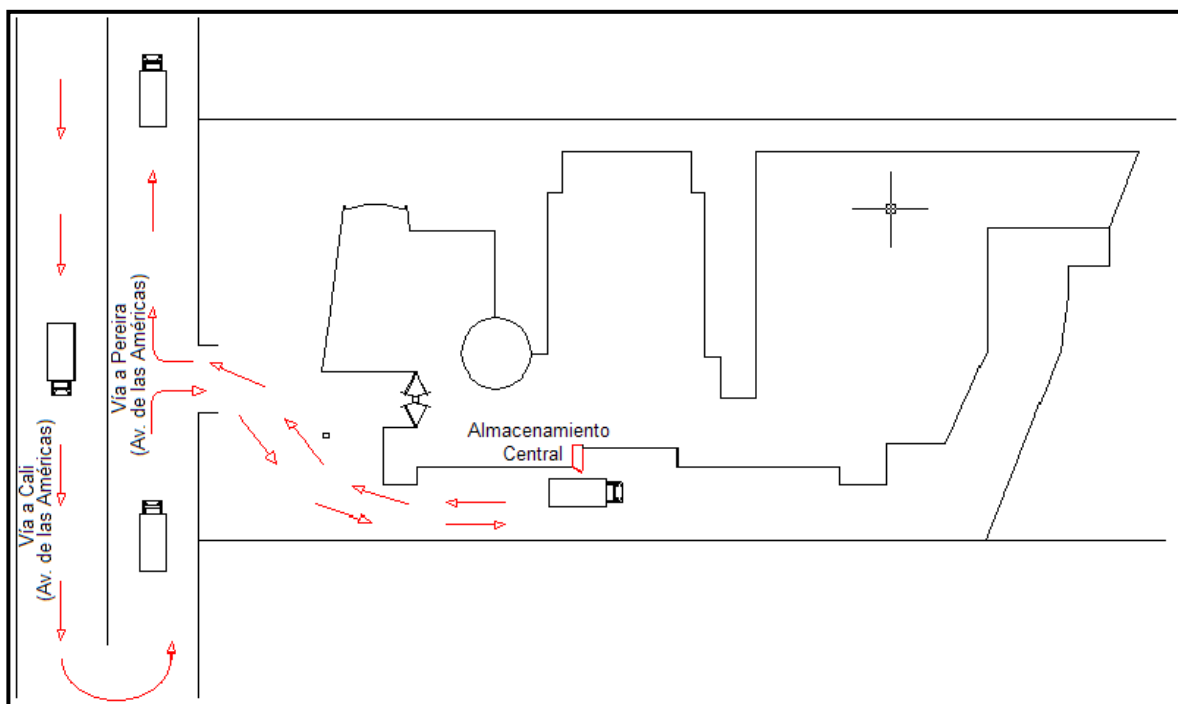 Vía a Cali
(Av. de las Américas)
Vía a Pereira
(Av. de las Américas)
Almacenamiento
Central